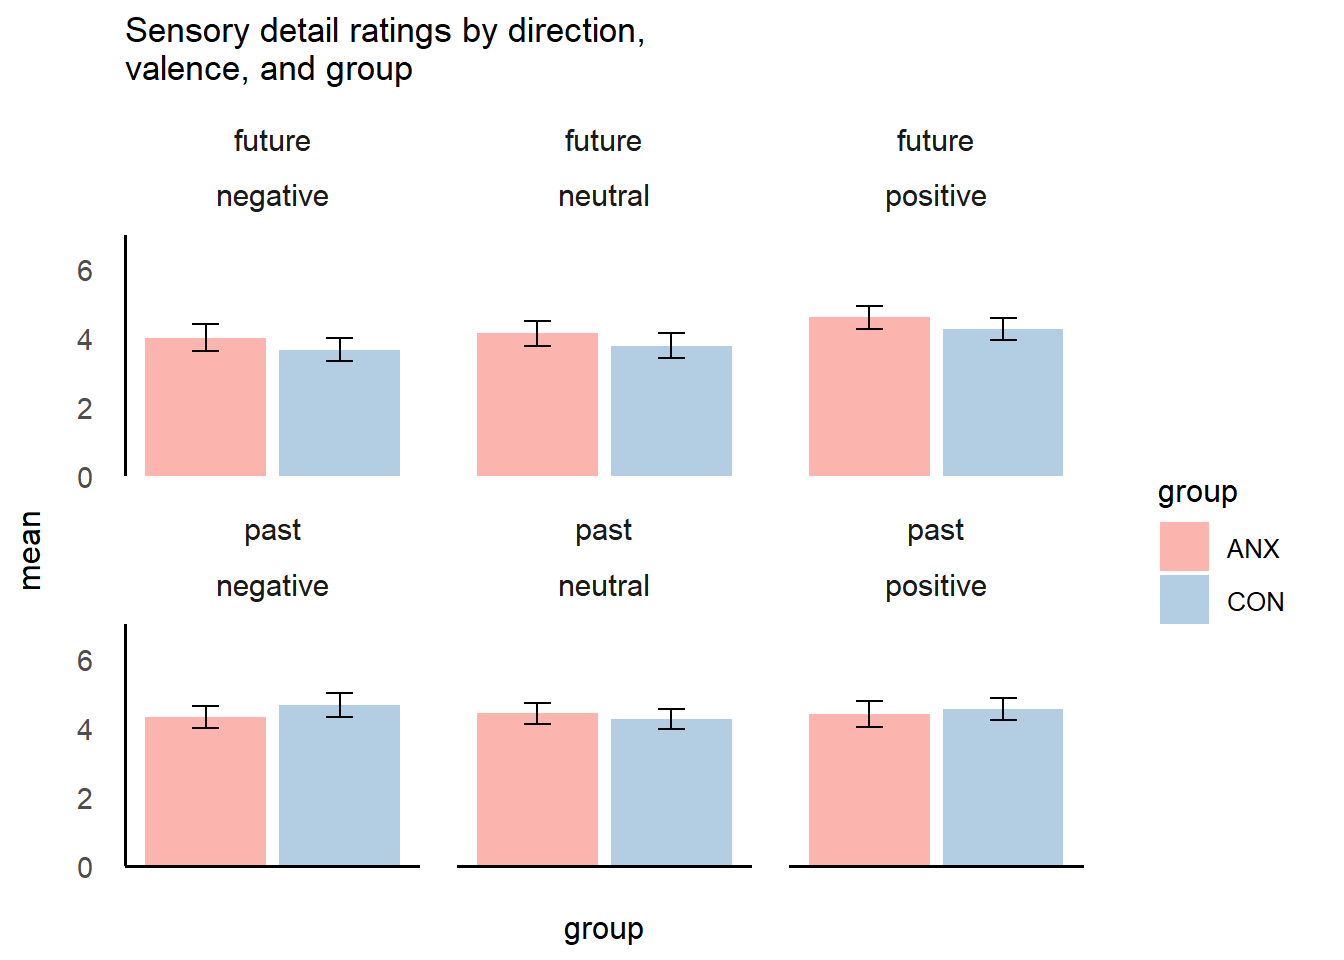 Sensory detail ratings by direction,
valence, and group
future
future
future
negative
neutral
positive
6
4
2
0
past
past
past
negative
neutral
positive
6
4
2
0
mean
group
group
ANX
CON